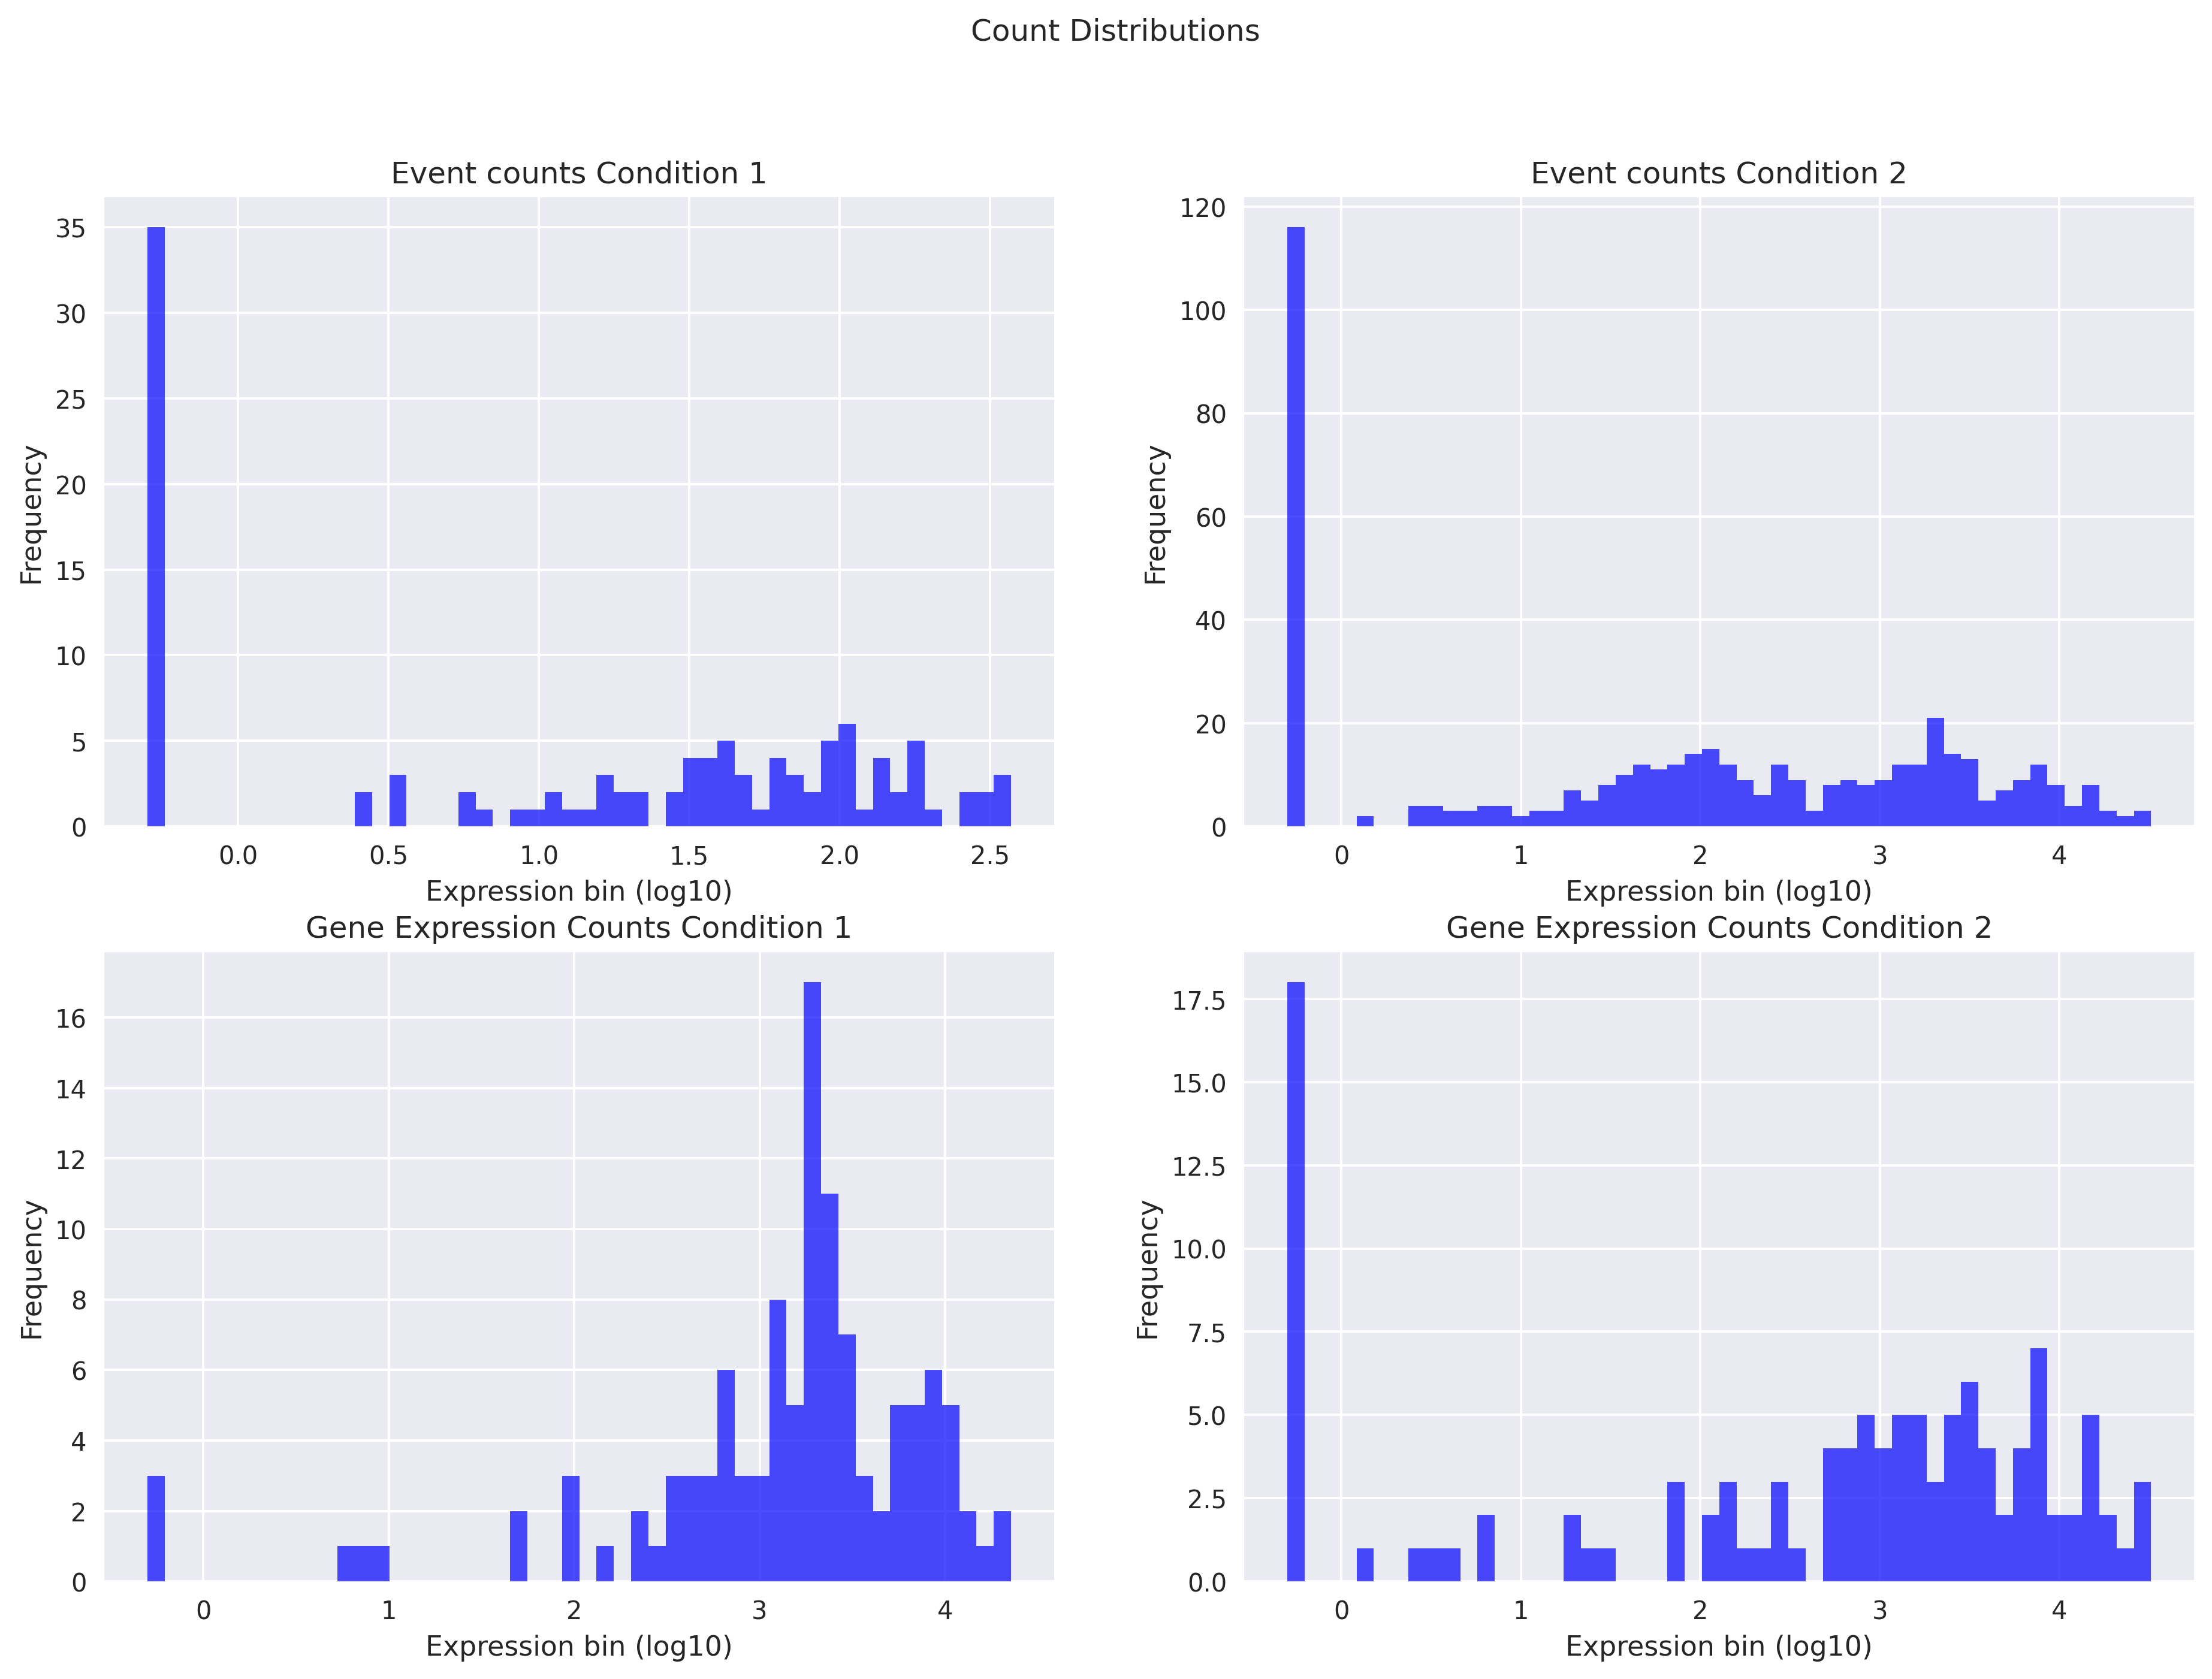 Count Distributions
Event counts Condition 1
Frequency
35
30
25
20
15
10
5
0
0.0 0.5 1.0 1.5 2.0 2.5
Expression bin (log10)
Event counts Condition 2
Frequency
120
100
80
60
40
20
0
0 1 2 3 4
Expression bin (log10)
Gene Expression Counts Condition 1
Frequency
16
14
12
10
8
6
4
2
0
0 1 2 3 4
Expression bin (log10)
Gene Expression Counts Condition 2
Frequency
17.5
15.0
12.5
10.0
7.5
5.0
2.5
0.0
0 1 2 3 4
Expression bin (log10)